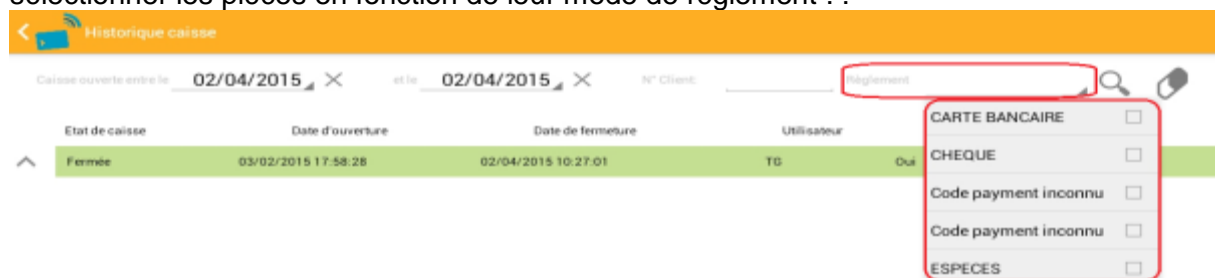 sélectionner les pièces en fonction de leur mode de règlement : .
Historique caisse
Caisse ouverte entre le 02/04/2015 et le 02/04/2015 N° Client: Règlement
Etat de caisse Date d'ouverture Date de fermeture Utilisateur
Fermée 03/02/2015 17:58:28 02/04/2015 10:27:01 TG Oui
CARTE BANCAIRE
CHEQUE
Code payment inconnu
Code payment inconnu
ESPECES